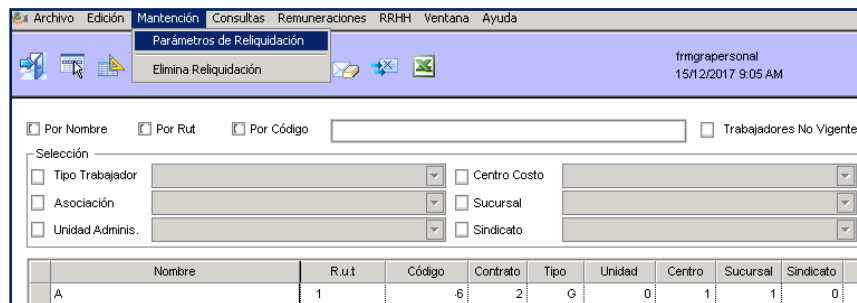 Archivo Edición Mantención Consultas Remuneraciones RRHH Ventana Ayuda
Parámetros de Reliquidación
Elimina Reliquidación
frmgrapersonal
15/12/2017 9:05 AM
Por Nombre Por Rut Por Código Trabajadores No Vigente
Selección
Tipo Trabajador Centro Costo
Asociación Sucursal
Unidad Adminis. Sindicato
Nombre R.u.t Código Contrato Tipo Unidad Centro Sucursal Sindicato
A 1 -6 2 G 0 1 1 0